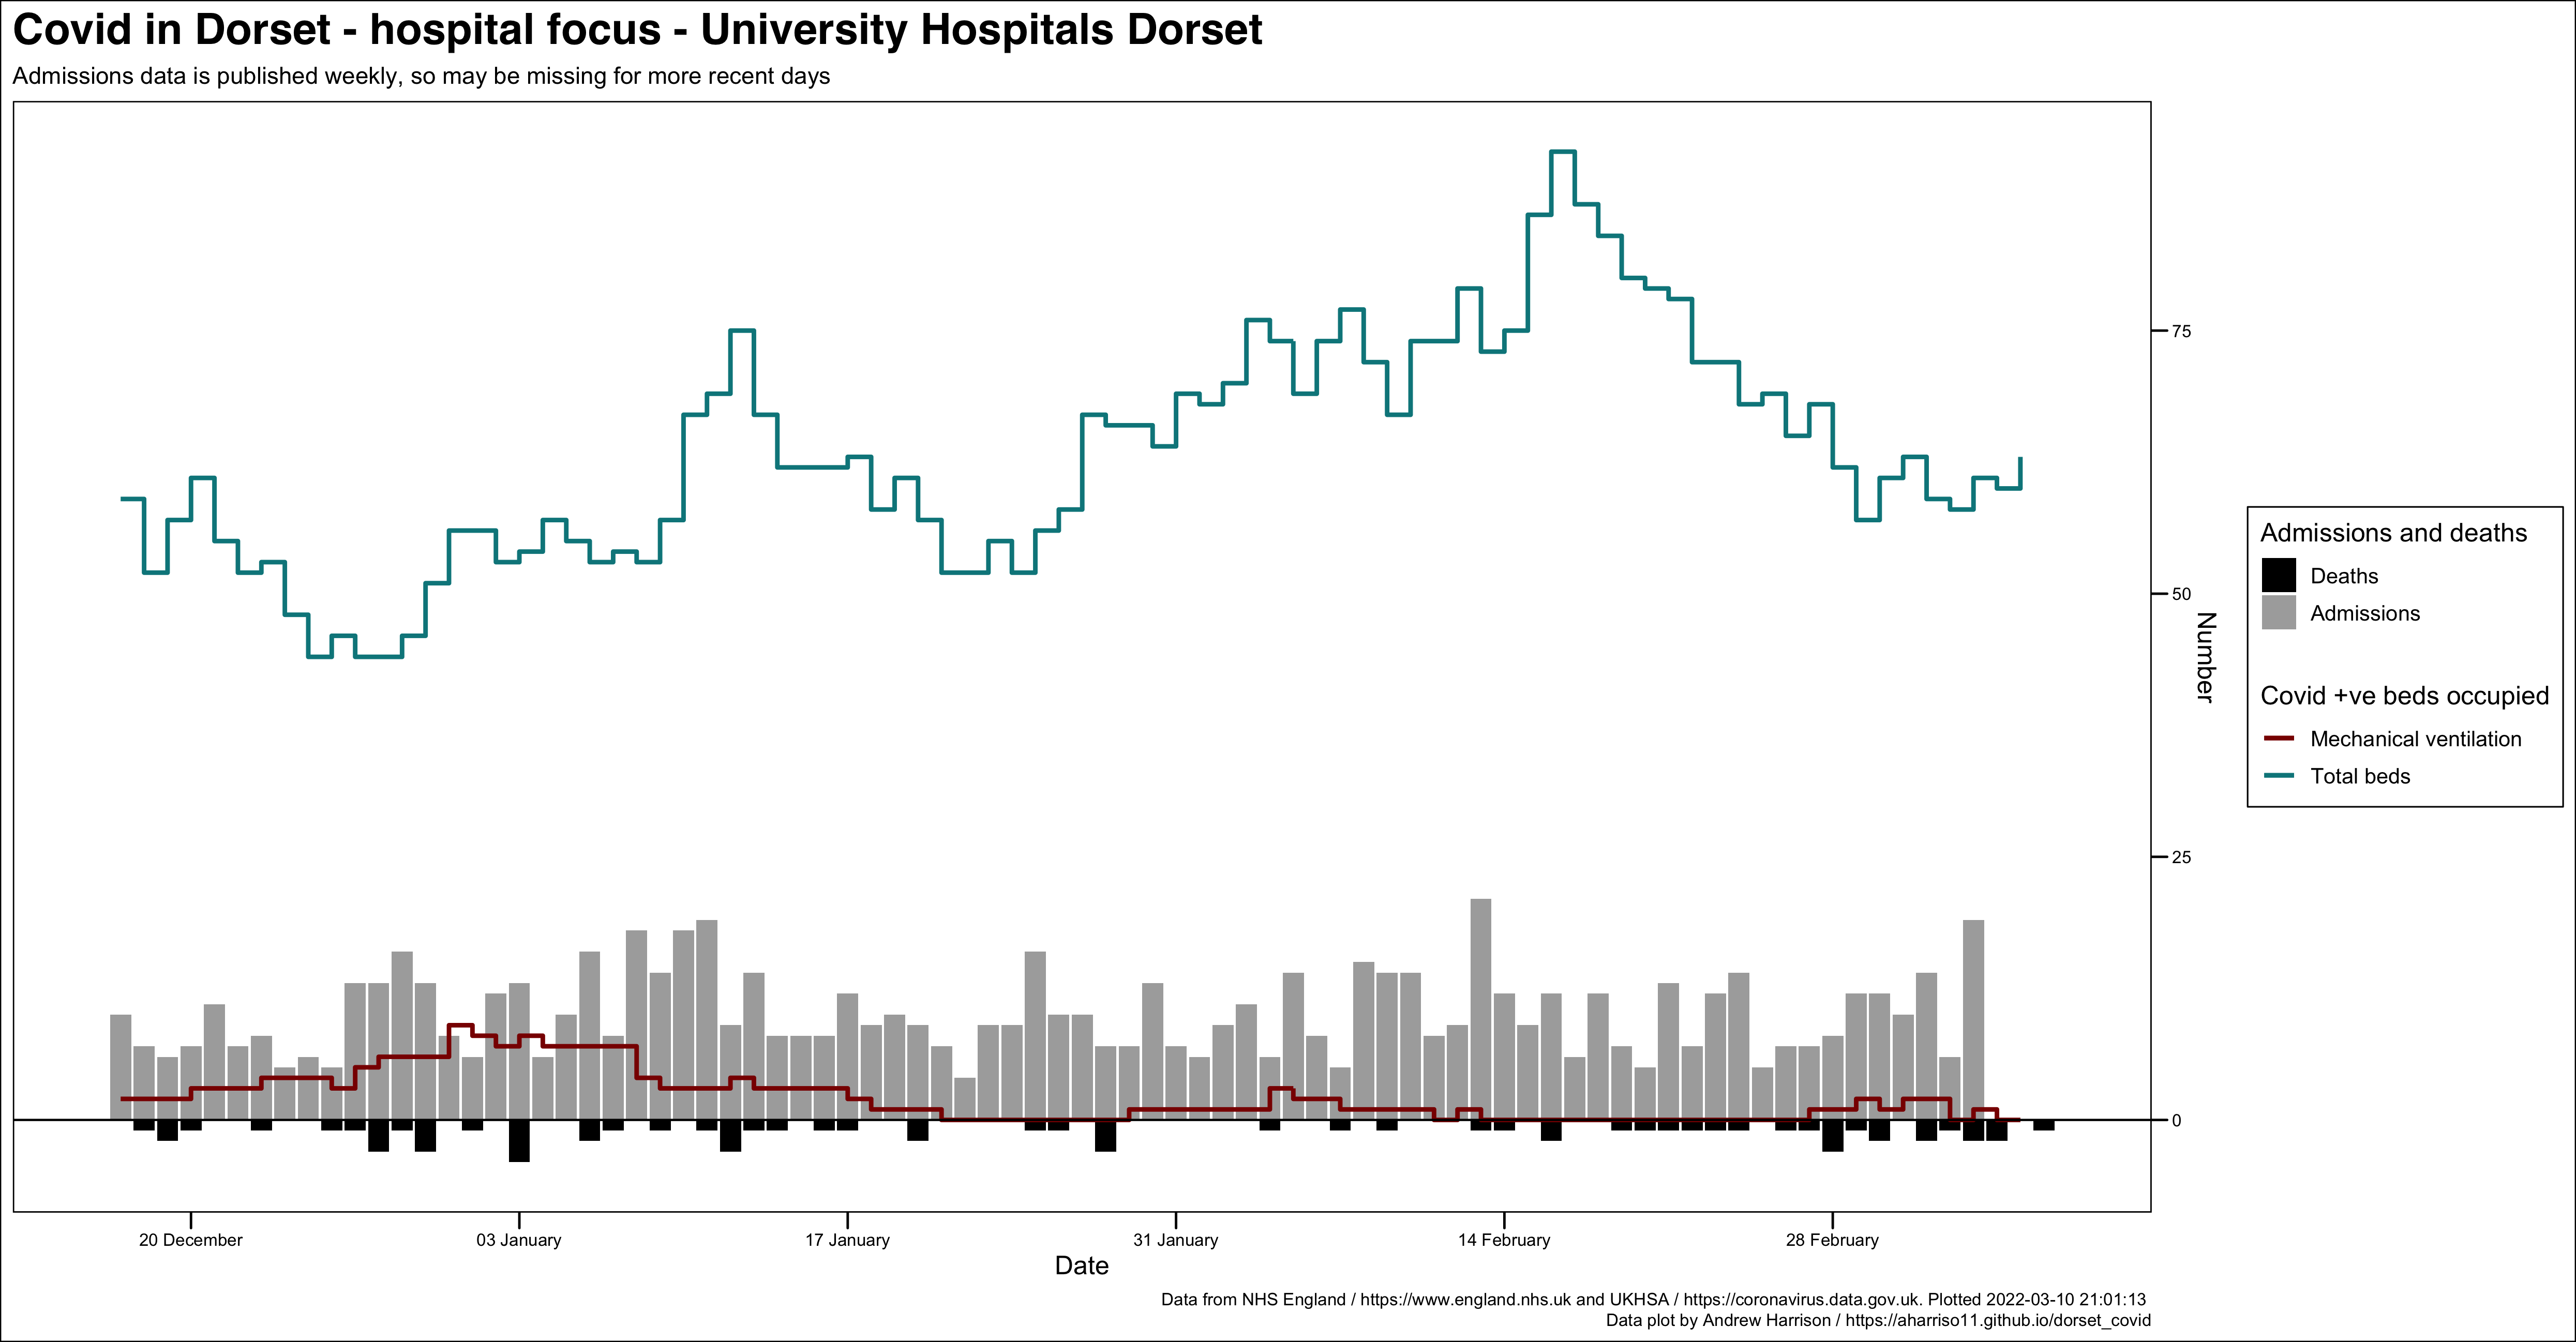 Covid in Dorset - hospital focus - University Hospitals Dorset
Admissions data is published weekly, so may be missing for more recent days
75
50
25
0
Number
20 December
03 January
17 January
31 January
14 February
28 February
Date
Admissions and deaths
Deaths
Admissions
Covid +ve beds occupied
Mechanical ventilation
Total beds
Data from NHS England / https://www.england.nhs.uk and UKHSA / https://coronavirus.data.gov.uk. Plotted 2022-03-10 21:01:13
Data plot by Andrew Harrison / https://aharriso11.github.io/dorset_covid